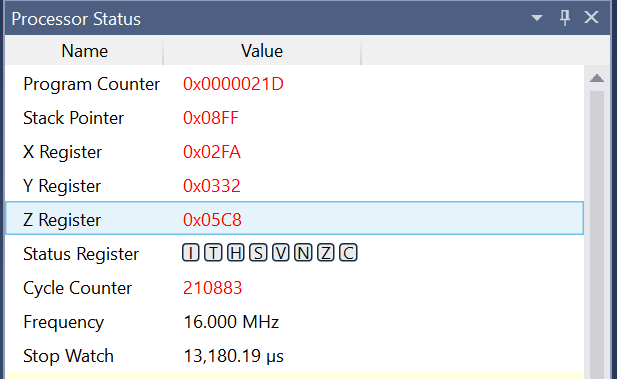 Processor Status
Name Value
Program Counter 0x0000021D
Stack Pointer 0x08FF
X Register 0x02FA
Y Register 0x0332
Z Register 0x05C8
Status Register I T H S V N Z C
Cycle Counter 210883
Frequency 16.000 MHz
Stop Watch 13,180.19 µs